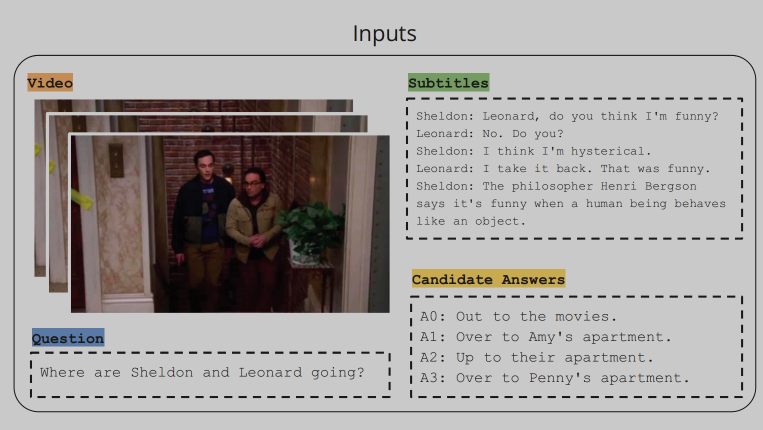 Inputs
Video
Subtitles
Sheldon: Leonard, do you think I'm funny?
Leonard: No. Do you?
Sheldon: I think I'm hysterical.
Leonard: I take it back. That was funny.
Sheldon: The philosopher Henri Bergson
says it's funny when a human being behaves
like an object.
Question
Where are Sheldon and Leonard going?
Candidate Answers
A0: Out to the movies.
A1: Over to Amy's apartment.
A2: Up to their apartment.
A3: Over to Penny's apartment.